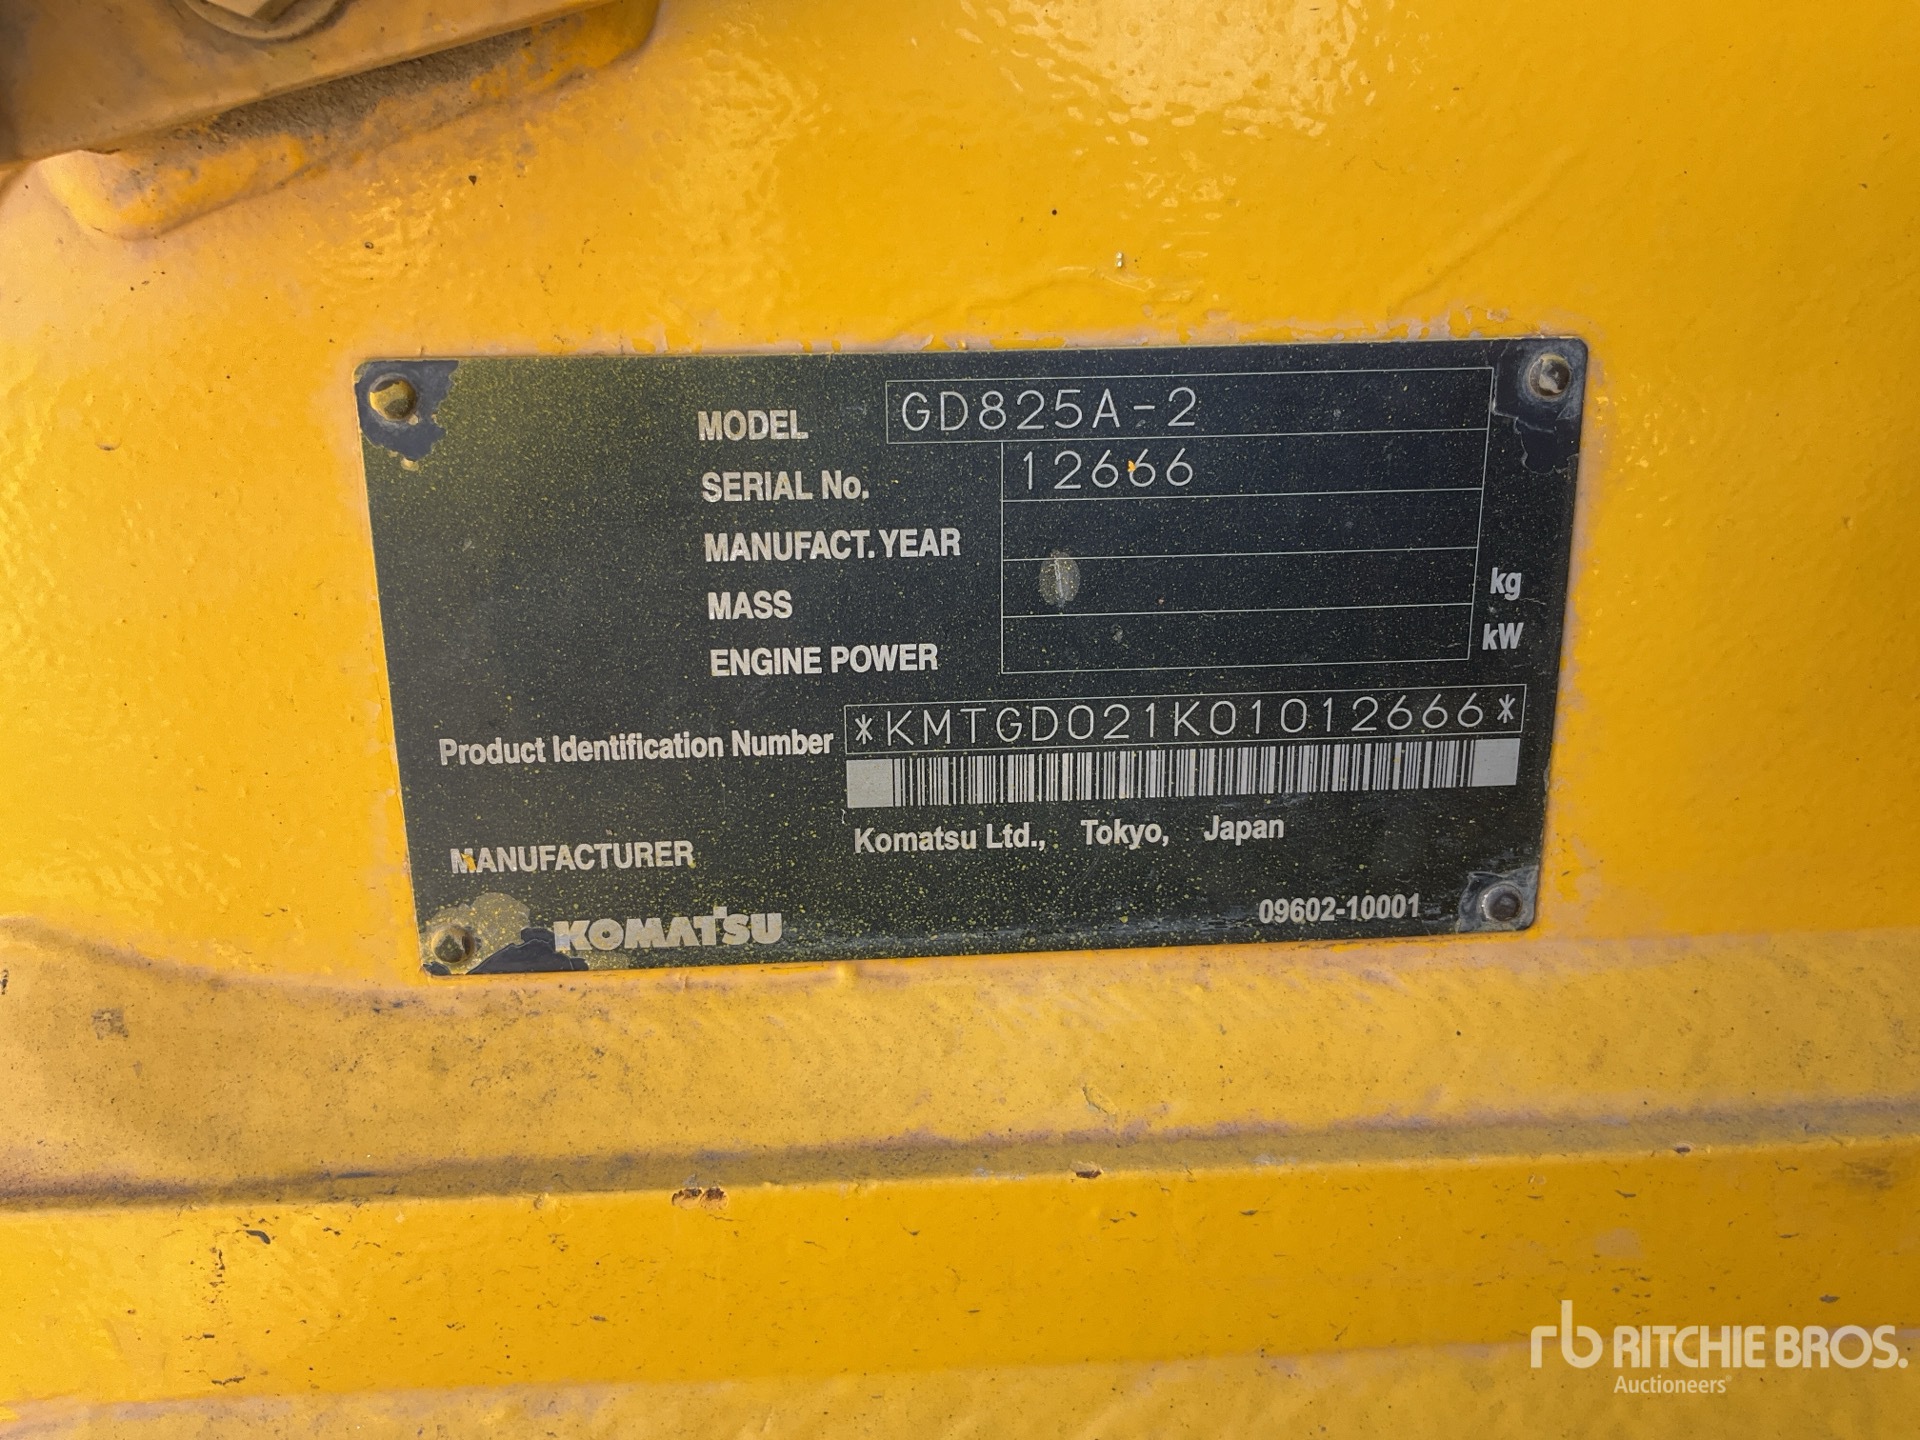 MODEL GD825A-2
SERIAL No. 12666
MANUFACT. YEAR
MASS kg
ENGINE POWER kW
Product Identification Number *KMTGD021K01012666*
MANUFACTURER Komatsu Ltd., Tokyo, Japan
KOMATSU 09602-10001
rb RITCHIE BROS.
Auctioneers